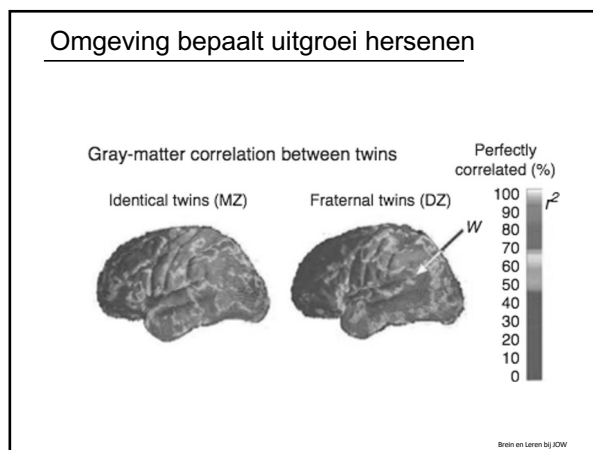 Omgeving bepaalt uitgroei hersenen
Gray-matter correlation between twins
Identical twins (MZ)
Fraternal twins (DZ)
W
Perfectly
correlated (%)
100
90
80
70
60
50
40
30
20
10
0
r²
Brein en Leren bij JOW